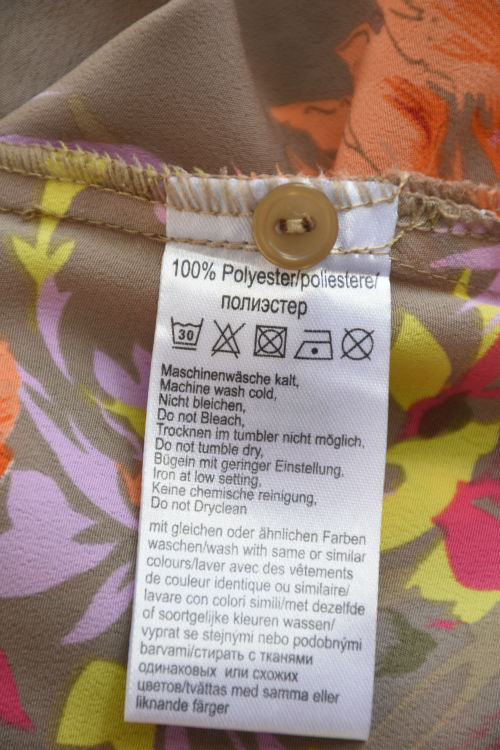 100% Polyester/poliestere/
полиэстер
30
Maschinenwäsche kalt,
Machine wash cold,
Nicht bleichen,
Do not Bleach,
Trocknen im tumbler nicht möglich,
Do not tumble dry,
Bügeln mit geringer Einstellung,
Iron at low setting,
Keine chemische reinigung,
Do not Dryclean
mit gleichen oder ähnlichen Farben
waschen/wash with same or similar
colours/laver avec des vêtements
de couleur identique ou similaire/
lavare con colori simili/met dezelfde
of soortgelijke kleuren wassen/
vyprat se stejnými nebo podobnými
barvami/стирать с тканями
одинаковых или схожих
цветов/tvättas med samma eller
liknande färger